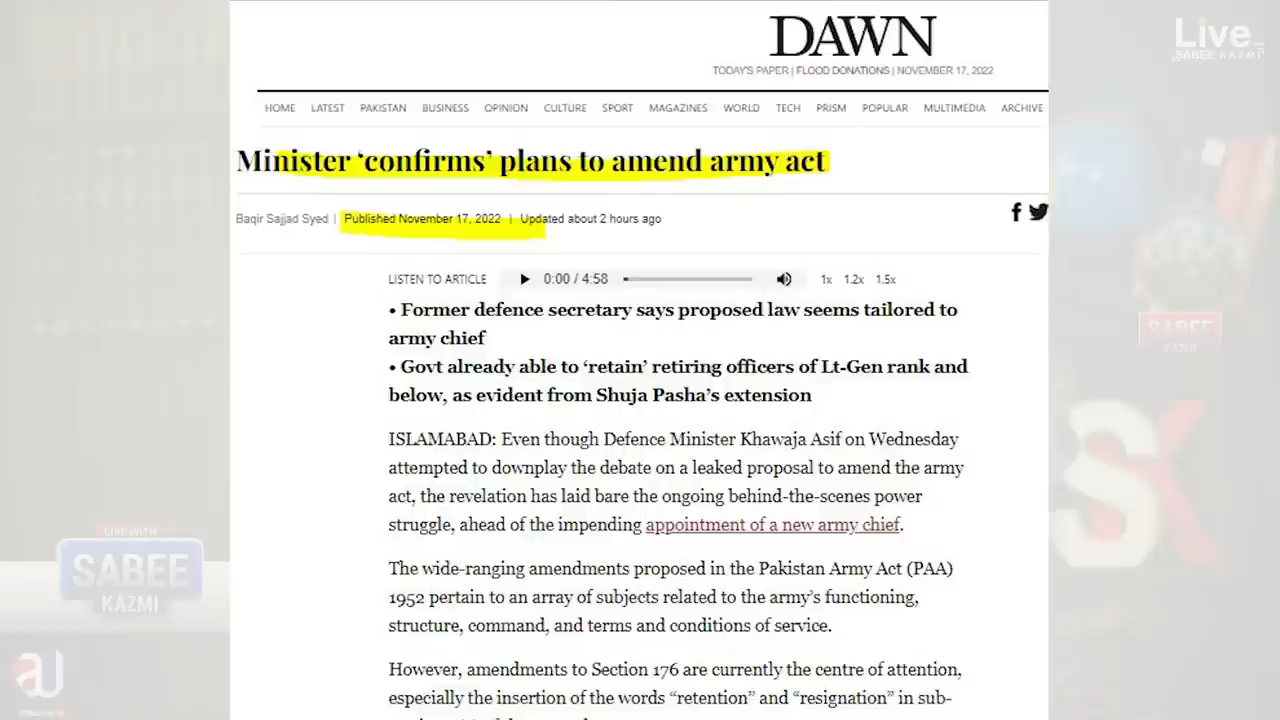 Live
SABEE KAZMI
DAWN
TODAY'S PAPER | FLOOD DONATIONS | NOVEMBER 17, 2022
HOME LATEST PAKISTAN BUSINESS OPINION CULTURE SPORT MAGAZINES WORLD TECH PRISM POPULAR MULTIMEDIA ARCHIVE
Minister ‘confirms’ plans to amend army act
Baqir Sajjad Syed | Published November 17, 2022 | Updated about 2 hours ago
LISTEN TO ARTICLE 0:00 / 4:58 1x 1.2x 1.5x
• Former defence secretary says proposed law seems tailored to
army chief
• Govt already able to ‘retain’ retiring officers of Lt-Gen rank and
below, as evident from Shuja Pasha’s extension
ISLAMABAD: Even though Defence Minister Khawaja Asif on Wednesday
attempted to downplay the debate on a leaked proposal to amend the army
act, the revelation has laid bare the ongoing behind-the-scenes power
struggle, ahead of the impending appointment of a new army chief.
The wide-ranging amendments proposed in the Pakistan Army Act (PAA)
1952 pertain to an array of subjects related to the army’s functioning,
structure, command, and terms and conditions of service.
However, amendments to Section 176 are currently the centre of attention,
especially the insertion of the words “retention” and “resignation” in sub-
SABEE
KAZMI
SK
LIVE WITH
SABEE
KAZMI